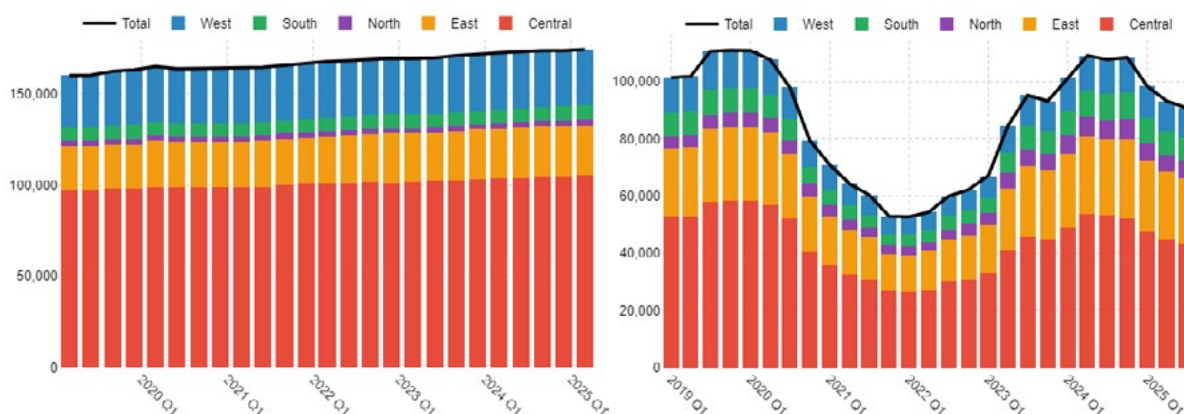 Total West South North East Central
150,000
100,000
50,000
0
2020 Q1 2021 Q1 2022 Q1 2023 Q1 2024 Q1 2025 Q1
Total West South North East Central
100,000
80,000
60,000
40,000
20,000
0
2019 Q1 2020 Q1 2021 Q1 2022 Q1 2023 Q1 2024 Q1 2025 Q1